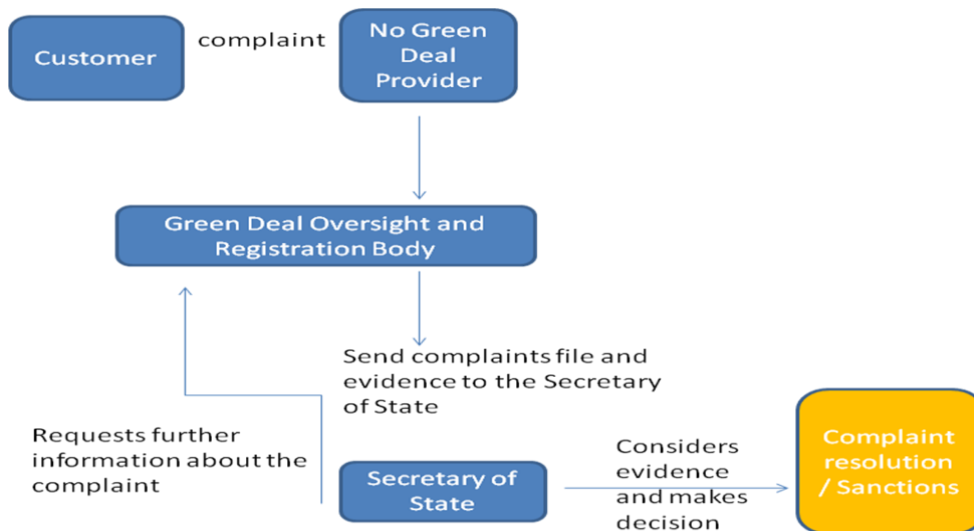 Customer
complaint
No Green
Deal
Provider
Green Deal Oversight and
Registration Body
Send complaints file and
evidence to the Secretary
of State
Requests further
information about the
complaint
Secretary of
State
Considers
evidence
and makes
decision
Complaint
resolution
/ Sanctions